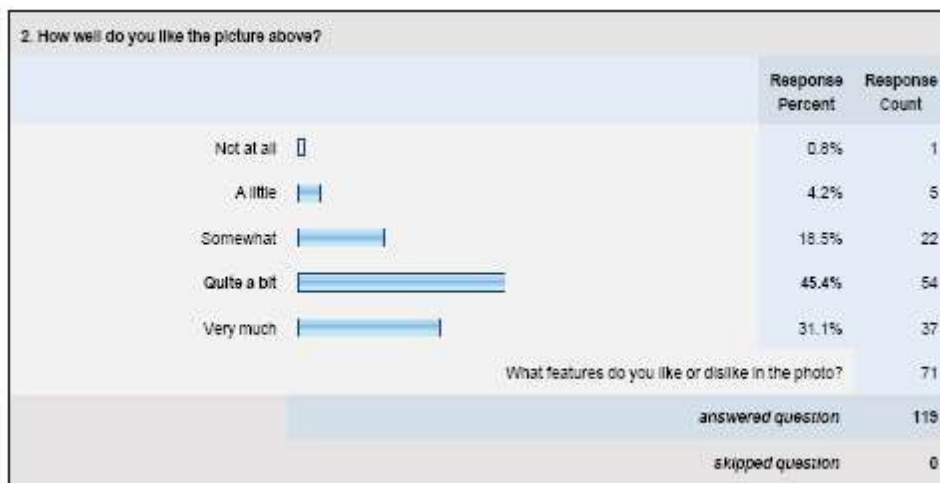 2. How well do you like the picture above?
Response Percent Response Count
Not at all 0.8% 1
A little 4.2% 5
Somewhat 18.5% 22
Quite a bit 45.4% 54
Very much 31.1% 37
What features do you like or dislike in the photo? 71
answered question 119
skipped question 0